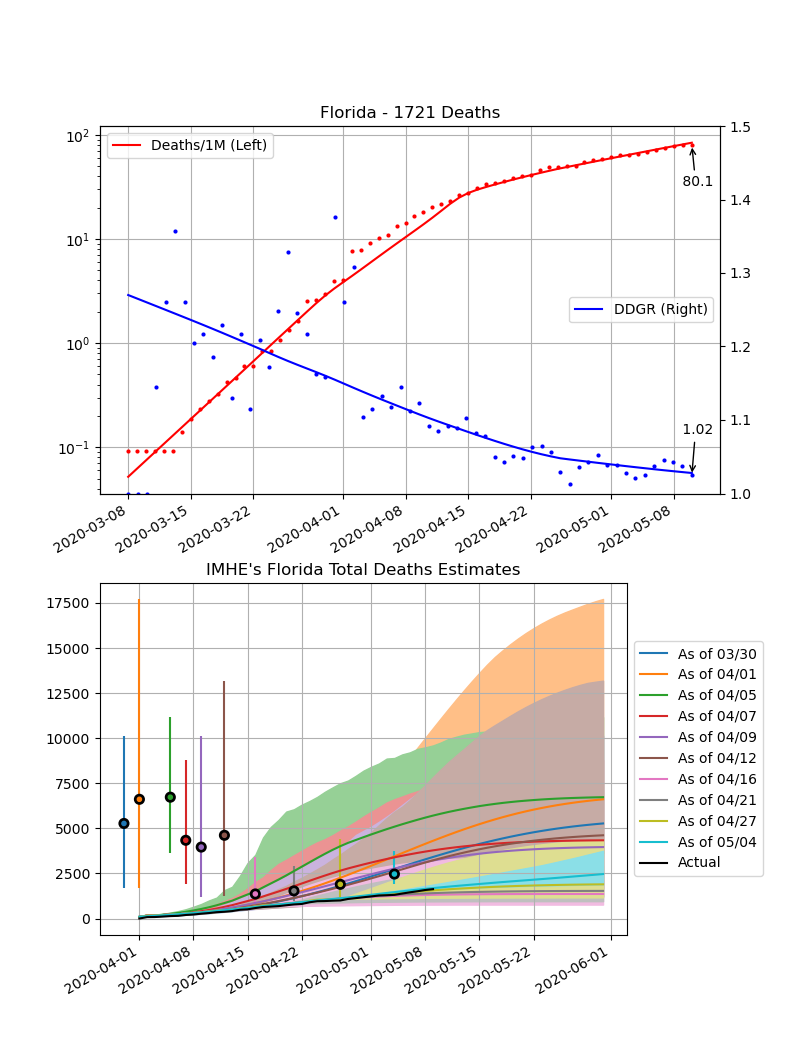 Florida - 1721 Deaths
10²
10¹
10⁰
10⁻¹
Deaths/1M (Left)
DDGR (Right)
80.1
1.02
1.5
1.4
1.3
1.2
1.1
1.0
2020-03-08
2020-03-15
2020-03-22
2020-04-01
2020-04-08
2020-04-15
2020-04-22
2020-05-01
2020-05-08
IMHE's Florida Total Deaths Estimates
17500
15000
12500
10000
7500
5000
2500
0
2020-04-01
2020-04-08
2020-04-15
2020-04-22
2020-05-01
2020-05-08
2020-05-15
2020-05-22
2020-06-01
As of 03/30
As of 04/01
As of 04/05
As of 04/07
As of 04/09
As of 04/12
As of 04/16
As of 04/21
As of 04/27
As of 05/04
Actual